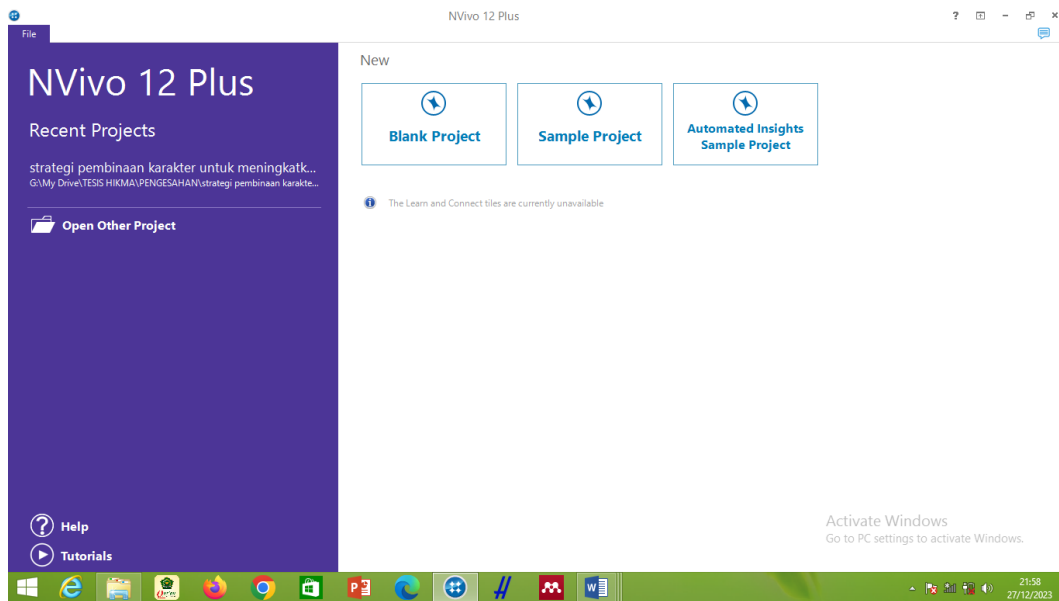 NVivo 12 Plus
File
NVivo 12 Plus
Recent Projects
strategi pembinaan karakter untuk meningkatk...
G:\My Drive\TESIS HIKMA\PENGESAHAN\strategi pembinaan karakte...
Open Other Project
Help
Tutorials
New
Blank Project
Sample Project
Automated Insights
Sample Project
The Learn and Connect tiles are currently unavailable
Activate Windows
Go to PC settings to activate Windows.
21:58
27/12/2023